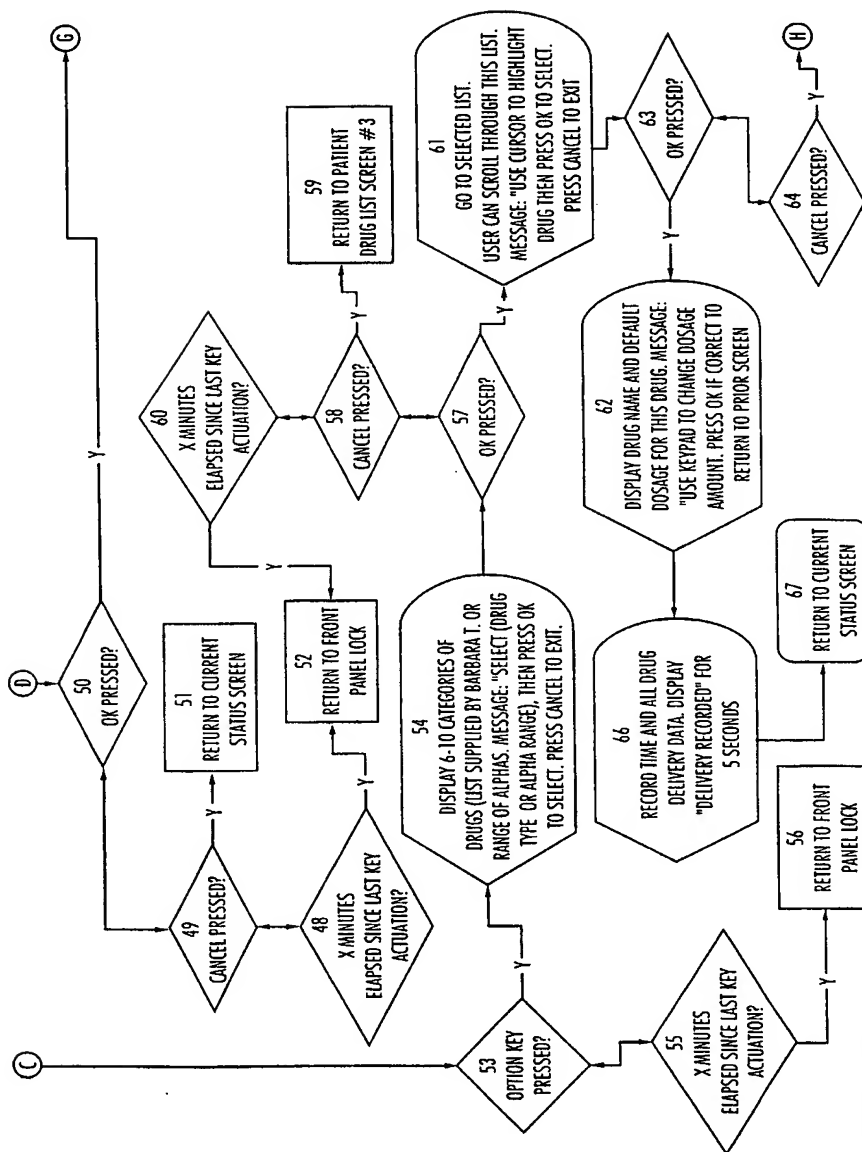 C
D
G
50
OK PRESSED?
Y
49
CANCEL PRESSED?
Y
51
RETURN TO CURRENT
STATUS SCREEN
48
X MINUTES
ELAPSED SINCE LAST KEY
ACTUATION?
Y
52
RETURN TO FRONT
PANEL LOCK
53
OPTION KEY
PRESSED?
Y
55
X MINUTES
ELAPSED SINCE LAST KEY
ACTUATION?
Y
56
RETURN TO FRONT
PANEL LOCK
54
DISPLAY 6-10 CATEGORIES OF
DRUGS (LIST SUPPLIED BY BARBARA T. OR
RANGE OF ALPHAS. MESSAGE: "SELECT (DRUG
TYPE OR ALPHA RANGE), THEN PRESS OK
TO SELECT. PRESS CANCEL TO EXIT.
57
OK PRESSED?
Y
58
CANCEL PRESSED?
Y
59
RETURN TO PATIENT
DRUG LIST SCREEN #3
60
X MINUTES
ELAPSED SINCE LAST KEY
ACTUATION?
Y
61
GO TO SELECTED LIST.
USER CAN SCROLL THROUGH THIS LIST.
MESSAGE: "USE CURSOR TO HIGHLIGHT
DRUG THEN PRESS OK TO SELECT.
PRESS CANCEL TO EXIT
63
OK PRESSED?
Y
64
CANCEL PRESSED?
Y
H
62
DISPLAY DRUG NAME AND DEFAULT
DOSAGE FOR THIS DRUG. MESSAGE:
"USE KEYPAD TO CHANGE DOSAGE
AMOUNT. PRESS OK IF CORRECT TO
RETURN TO PRIOR SCREEN
66
RECORD TIME AND ALL DRUG
DELIVERY DATA. DISPLAY
"DELIVERY RECORDED" FOR
5 SECONDS
67
RETURN TO CURRENT
STATUS SCREEN